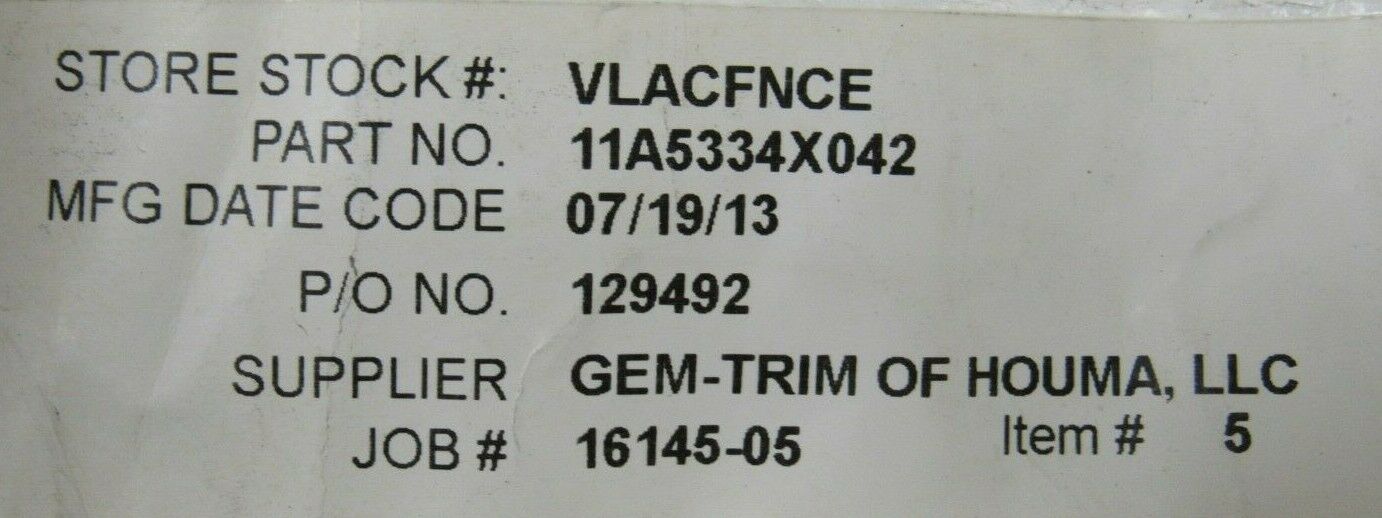 STORE STOCK #: VLACFNCE
PART NO. 11A5334X042
MFG DATE CODE 07/19/13
P/O NO. 129492
SUPPLIER GEM-TRIM OF HOUMA, LLC
JOB # 16145-05 Item # 5